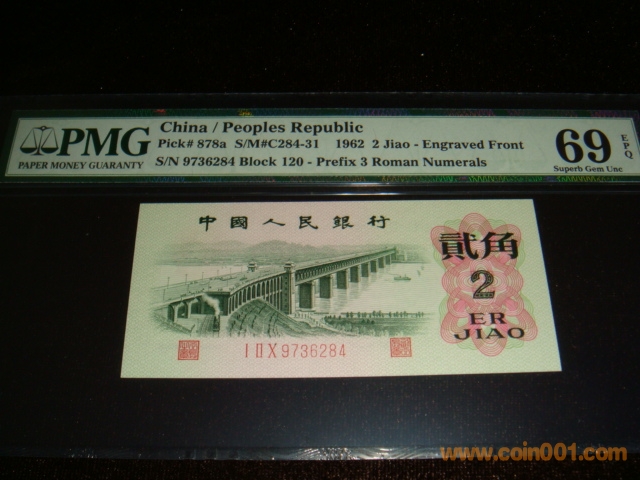 PMG
PAPER MONEY GUARANTY
China / Peoples Republic
Pick# 878a S/M#C284-31 1962 2 Jiao - Engraved Front
S/N 9736284 Block 120 - Prefix 3 Roman Numerals
69 EPQ
Superb Gem Unc
中國人民銀行
貳角
2
ER
JIAO
I II X 9736284
www.coin001.com